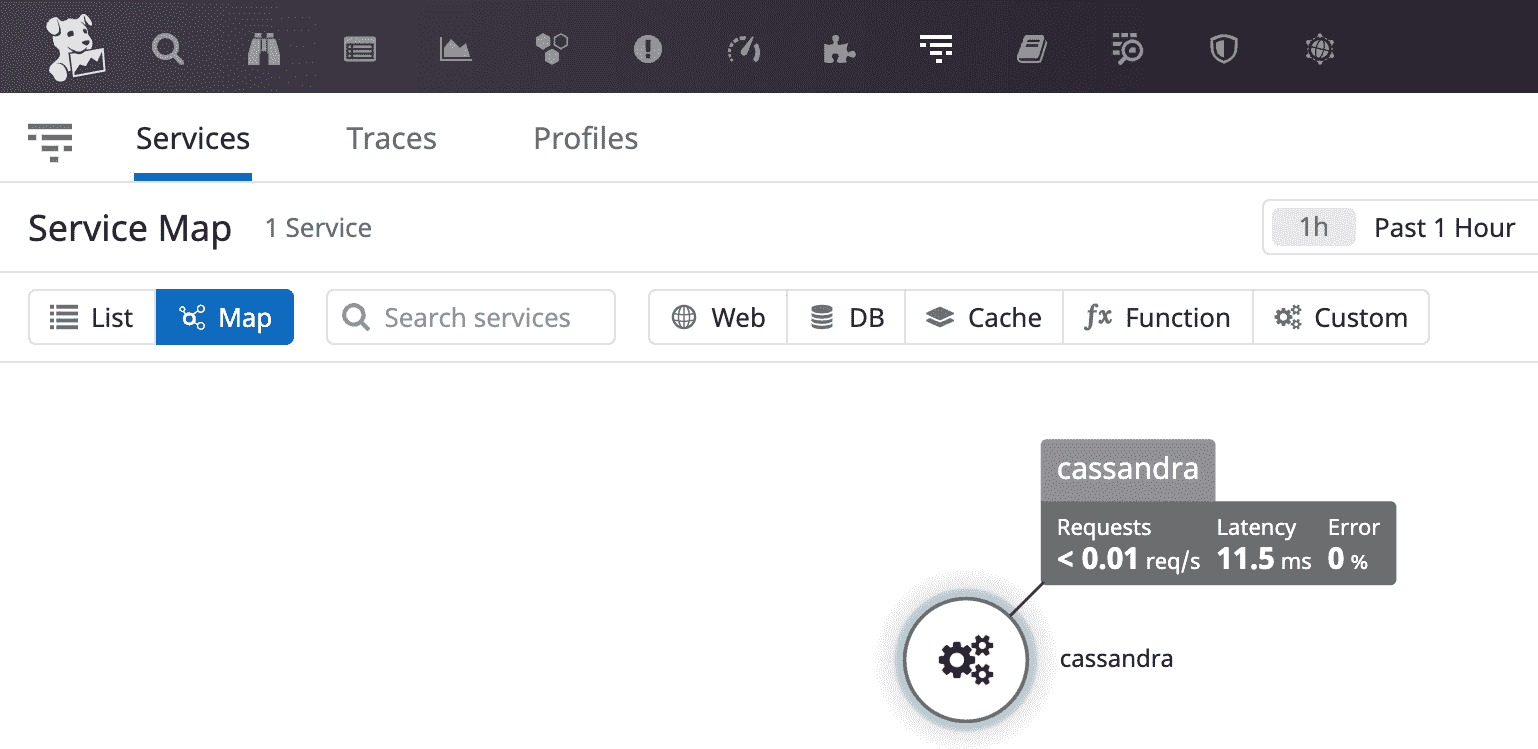 Services Traces Profiles
Service Map 1 Service 1h Past 1 Hour
List Map Search services Web DB Cache fx Function Custom
cassandra
Requests Latency Error
< 0.01 req/s 11.5 ms 0 %
cassandra